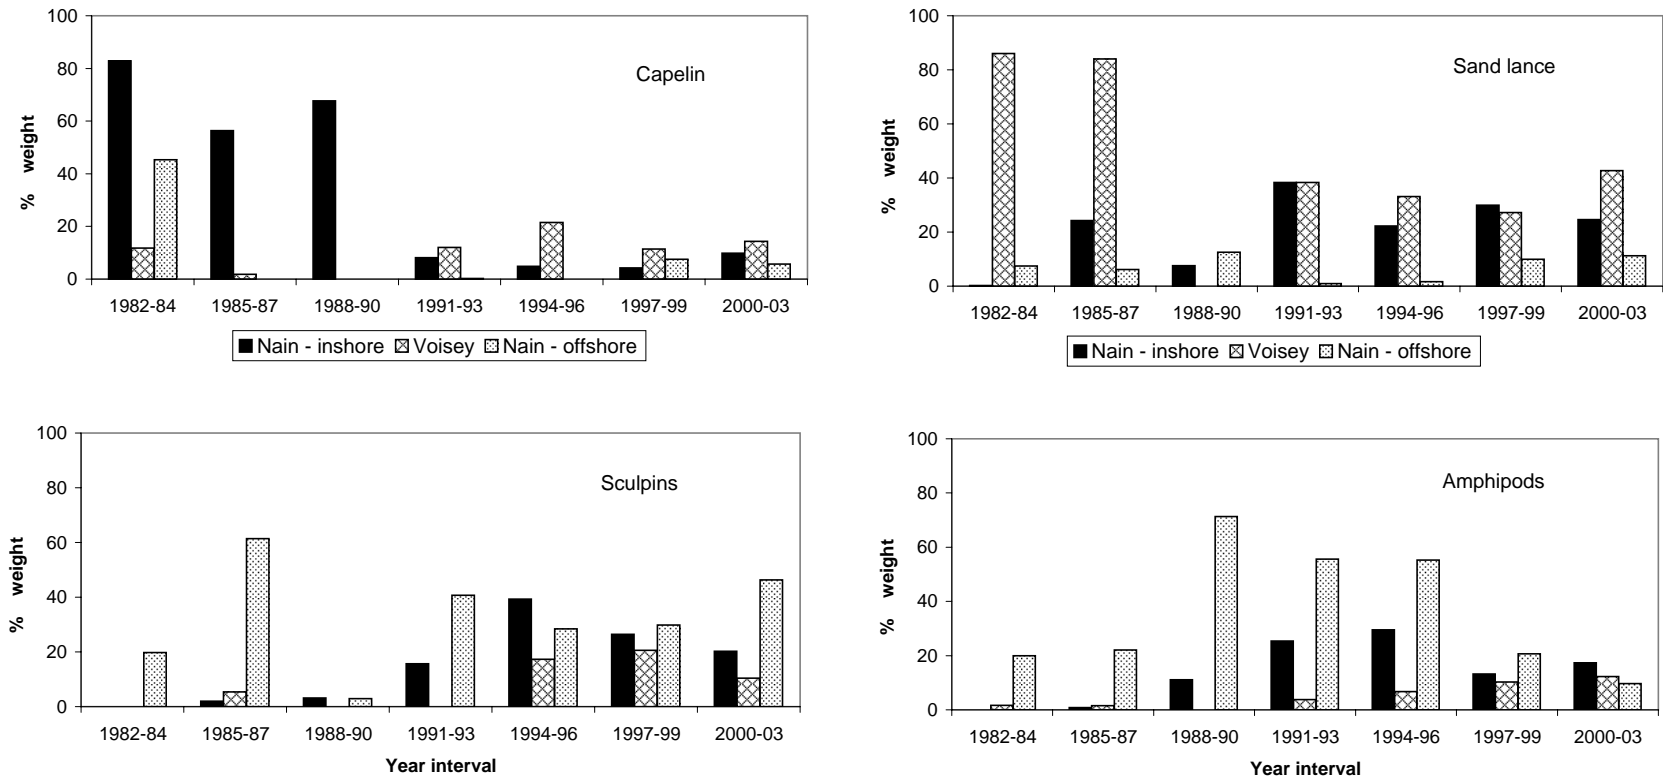 Capelin
% weight
100
80
60
40
20
0
1982-84 1985-87 1988-90 1991-93 1994-96 1997-99 2000-03
Nain - inshore Voisey Nain - offshore
Sand lance
% weight
100
80
60
40
20
0
1982-84 1985-87 1988-90 1991-93 1994-96 1997-99 2000-03
Nain - inshore Voisey Nain - offshore
Sculpins
% weight
100
80
60
40
20
0
1982-84 1985-87 1988-90 1991-93 1994-96 1997-99 2000-03
Year interval
Amphipods
% weight
100
80
60
40
20
0
1982-84 1985-87 1988-90 1991-93 1994-96 1997-99 2000-03
Year interval